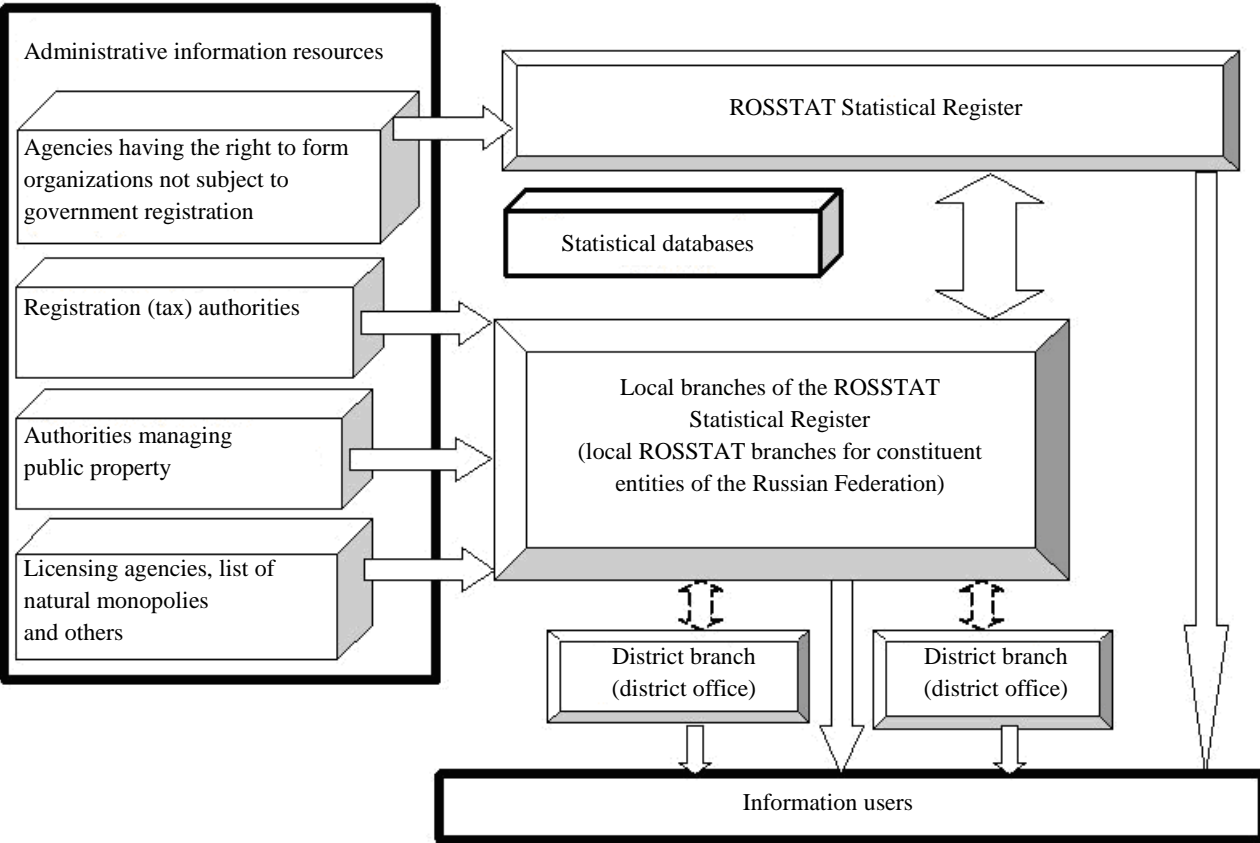 Administrative information resources
Agencies having the right to form
organizations not subject to
government registration
Registration (tax) authorities
Authorities managing
public property
Licensing agencies, list of
natural monopolies
and others
ROSSTAT Statistical Register
Statistical databases
Local branches of the ROSSTAT
Statistical Register
(local ROSSTAT branches for constituent
entities of the Russian Federation)
District branch
(district office)
District branch
(district office)
Information users